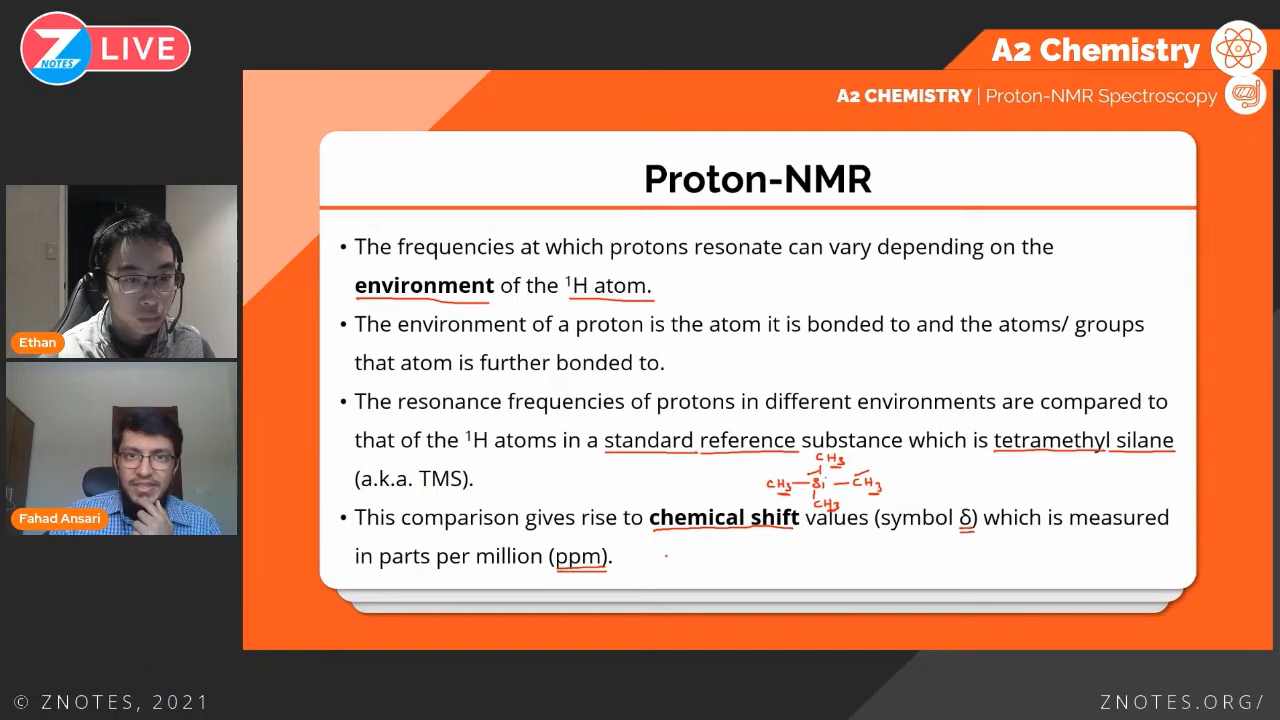 Z
NOTES
LIVE
A2 Chemistry
A2 CHEMISTRY | Proton-NMR Spectroscopy
Proton-NMR
• The frequencies at which protons resonate can vary depending on the
environment of the ¹H atom.
• The environment of a proton is the atom it is bonded to and the atoms/ groups
that atom is further bonded to.
• The resonance frequencies of protons in different environments are compared to
that of the ¹H atoms in a standard reference substance which is tetramethyl silane
(a.k.a. TMS).
CH₃
CH₃ — Si — CH₃
CH₃
• This comparison gives rise to chemical shift values (symbol δ) which is measured
in parts per million (ppm).
Ethan
Fahad Ansari
© ZNOTES, 2021
ZNOTES.ORG/